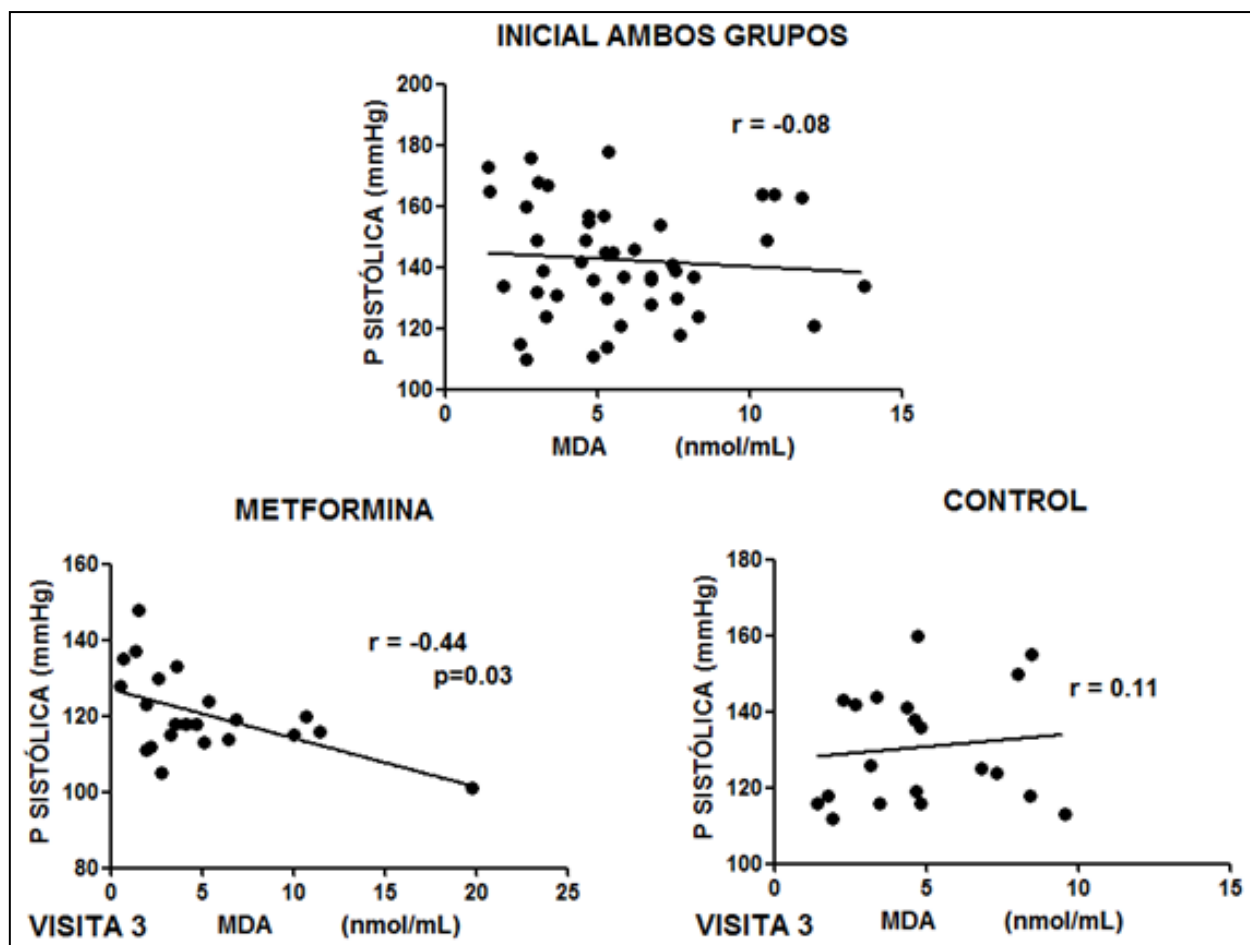 INICIAL AMBOS GRUPOS
200
180
160
140
120
100
P SISTÓLICA (mmHg)
r = -0.08
0 5 10 15
MDA (nmol/mL)
METFORMINA
160
140
120
100
80
P SISTÓLICA (mmHg)
r = -0.44
p=0.03
0 5 10 15 20 25
VISITA 3 MDA (nmol/mL)
CONTROL
180
160
140
120
100
P SISTÓLICA (mmHg)
r = 0.11
0 5 10 15
VISITA 3 MDA (nmol/mL)